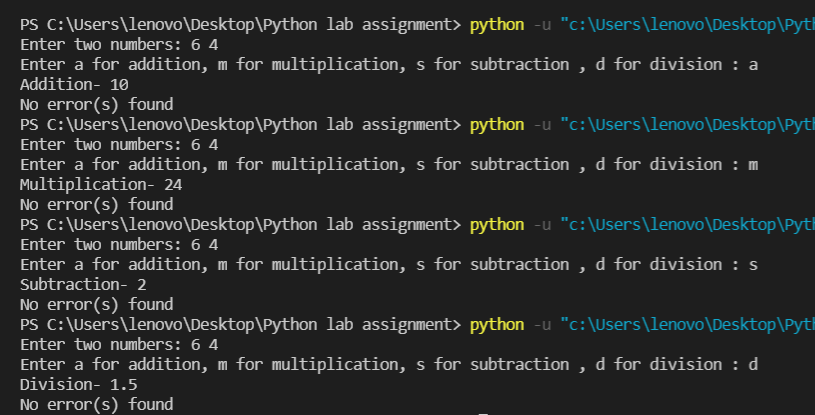 PS C:\Users\lenovo\Desktop\Python lab assignment> python -u "c:\Users\lenovo\Desktop\Pyth
Enter two numbers: 6 4
Enter a for addition, m for multiplication, s for subtraction , d for division : a
Addition- 10
No error(s) found
PS C:\Users\lenovo\Desktop\Python lab assignment> python -u "c:\Users\lenovo\Desktop\Pyth
Enter two numbers: 6 4
Enter a for addition, m for multiplication, s for subtraction , d for division : m
Multiplication- 24
No error(s) found
PS C:\Users\lenovo\Desktop\Python lab assignment> python -u "c:\Users\lenovo\Desktop\Pyth
Enter two numbers: 6 4
Enter a for addition, m for multiplication, s for subtraction , d for division : s
Subtraction- 2
No error(s) found
PS C:\Users\lenovo\Desktop\Python lab assignment> python -u "c:\Users\lenovo\Desktop\Pyth
Enter two numbers: 6 4
Enter a for addition, m for multiplication, s for subtraction , d for division : d
Division- 1.5
No error(s) found